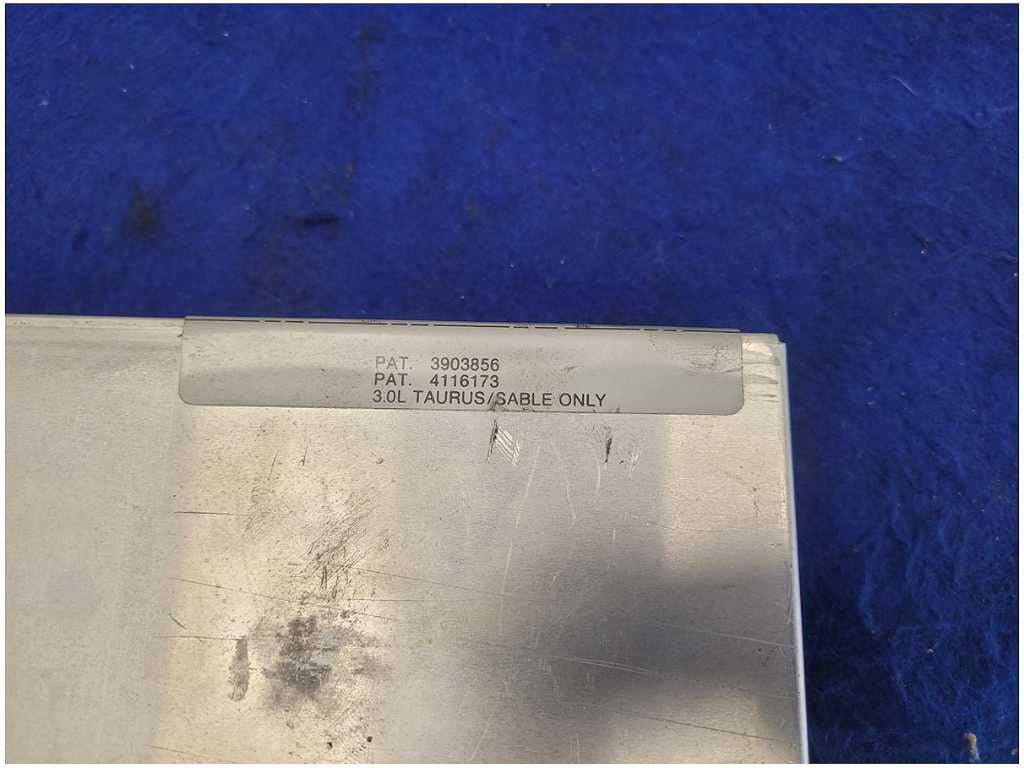 PAT. 3903856
PAT. 4116173
3.0L TAURUS/SABLE ONLY